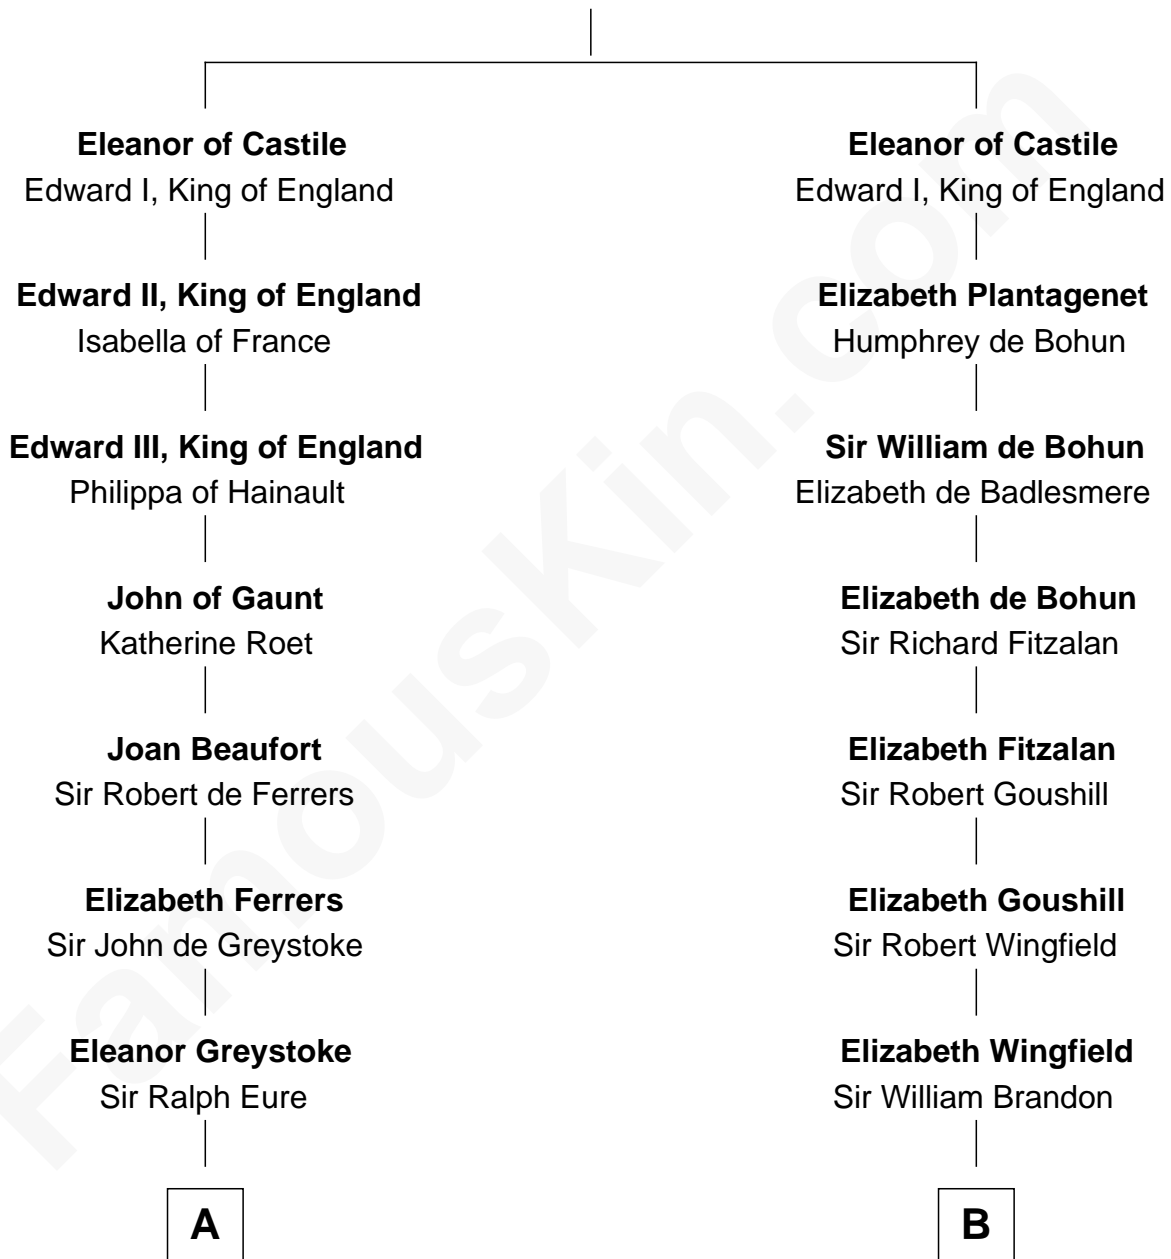 Eleanor of Castile
Edward I, King of England
Edward II, King of England
Isabella of France
Edward III, King of England
Philippa of Hainault
John of Gaunt
Katherine Roet
Joan Beaufort
Sir Robert de Ferrers
Elizabeth Ferrers
Sir John de Greystoke
Eleanor Greystoke
Sir Ralph Eure
A
Eleanor of Castile
Edward I, King of England
Elizabeth Plantagenet
Humphrey de Bohun
Sir William de Bohun
Elizabeth de Badlesmere
Elizabeth de Bohun
Sir Richard Fitzalan
Elizabeth Fitzalan
Sir Robert Goushill
Elizabeth Goushill
Sir Robert Wingfield
Elizabeth Wingfield
Sir William Brandon
B
FamousKin.com